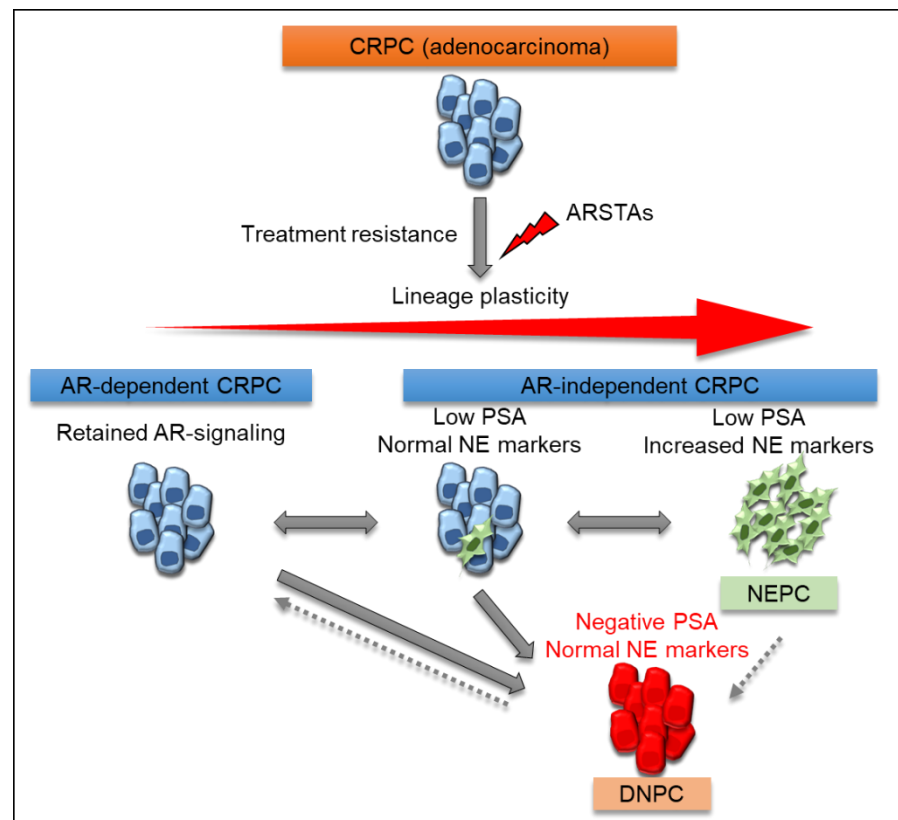 CRPC (adenocarcinoma)
ARSTAs
Treatment resistance
Lineage plasticity
AR-dependent CRPC
AR-independent CRPC
Retained AR-signaling
Low PSA
Normal NE markers
Low PSA
Increased NE markers
NEPC
Negative PSA
Normal NE markers
DNPC